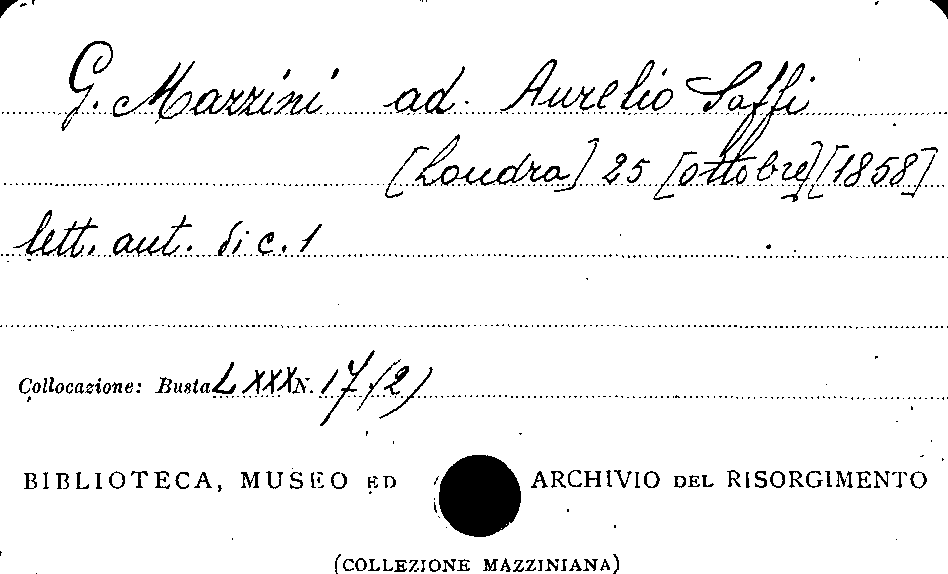 G. Mazzini ad. Aurelio Saffi
[Londra] 25 [ottobre] [1858]
lett. aut. di c. 1
Collocazione: Busta LXXX N. 17 (2)
BIBLIOTECA, MUSEO ED ARCHIVIO DEL RISORGIMENTO
(COLLEZIONE MAZZINIANA)